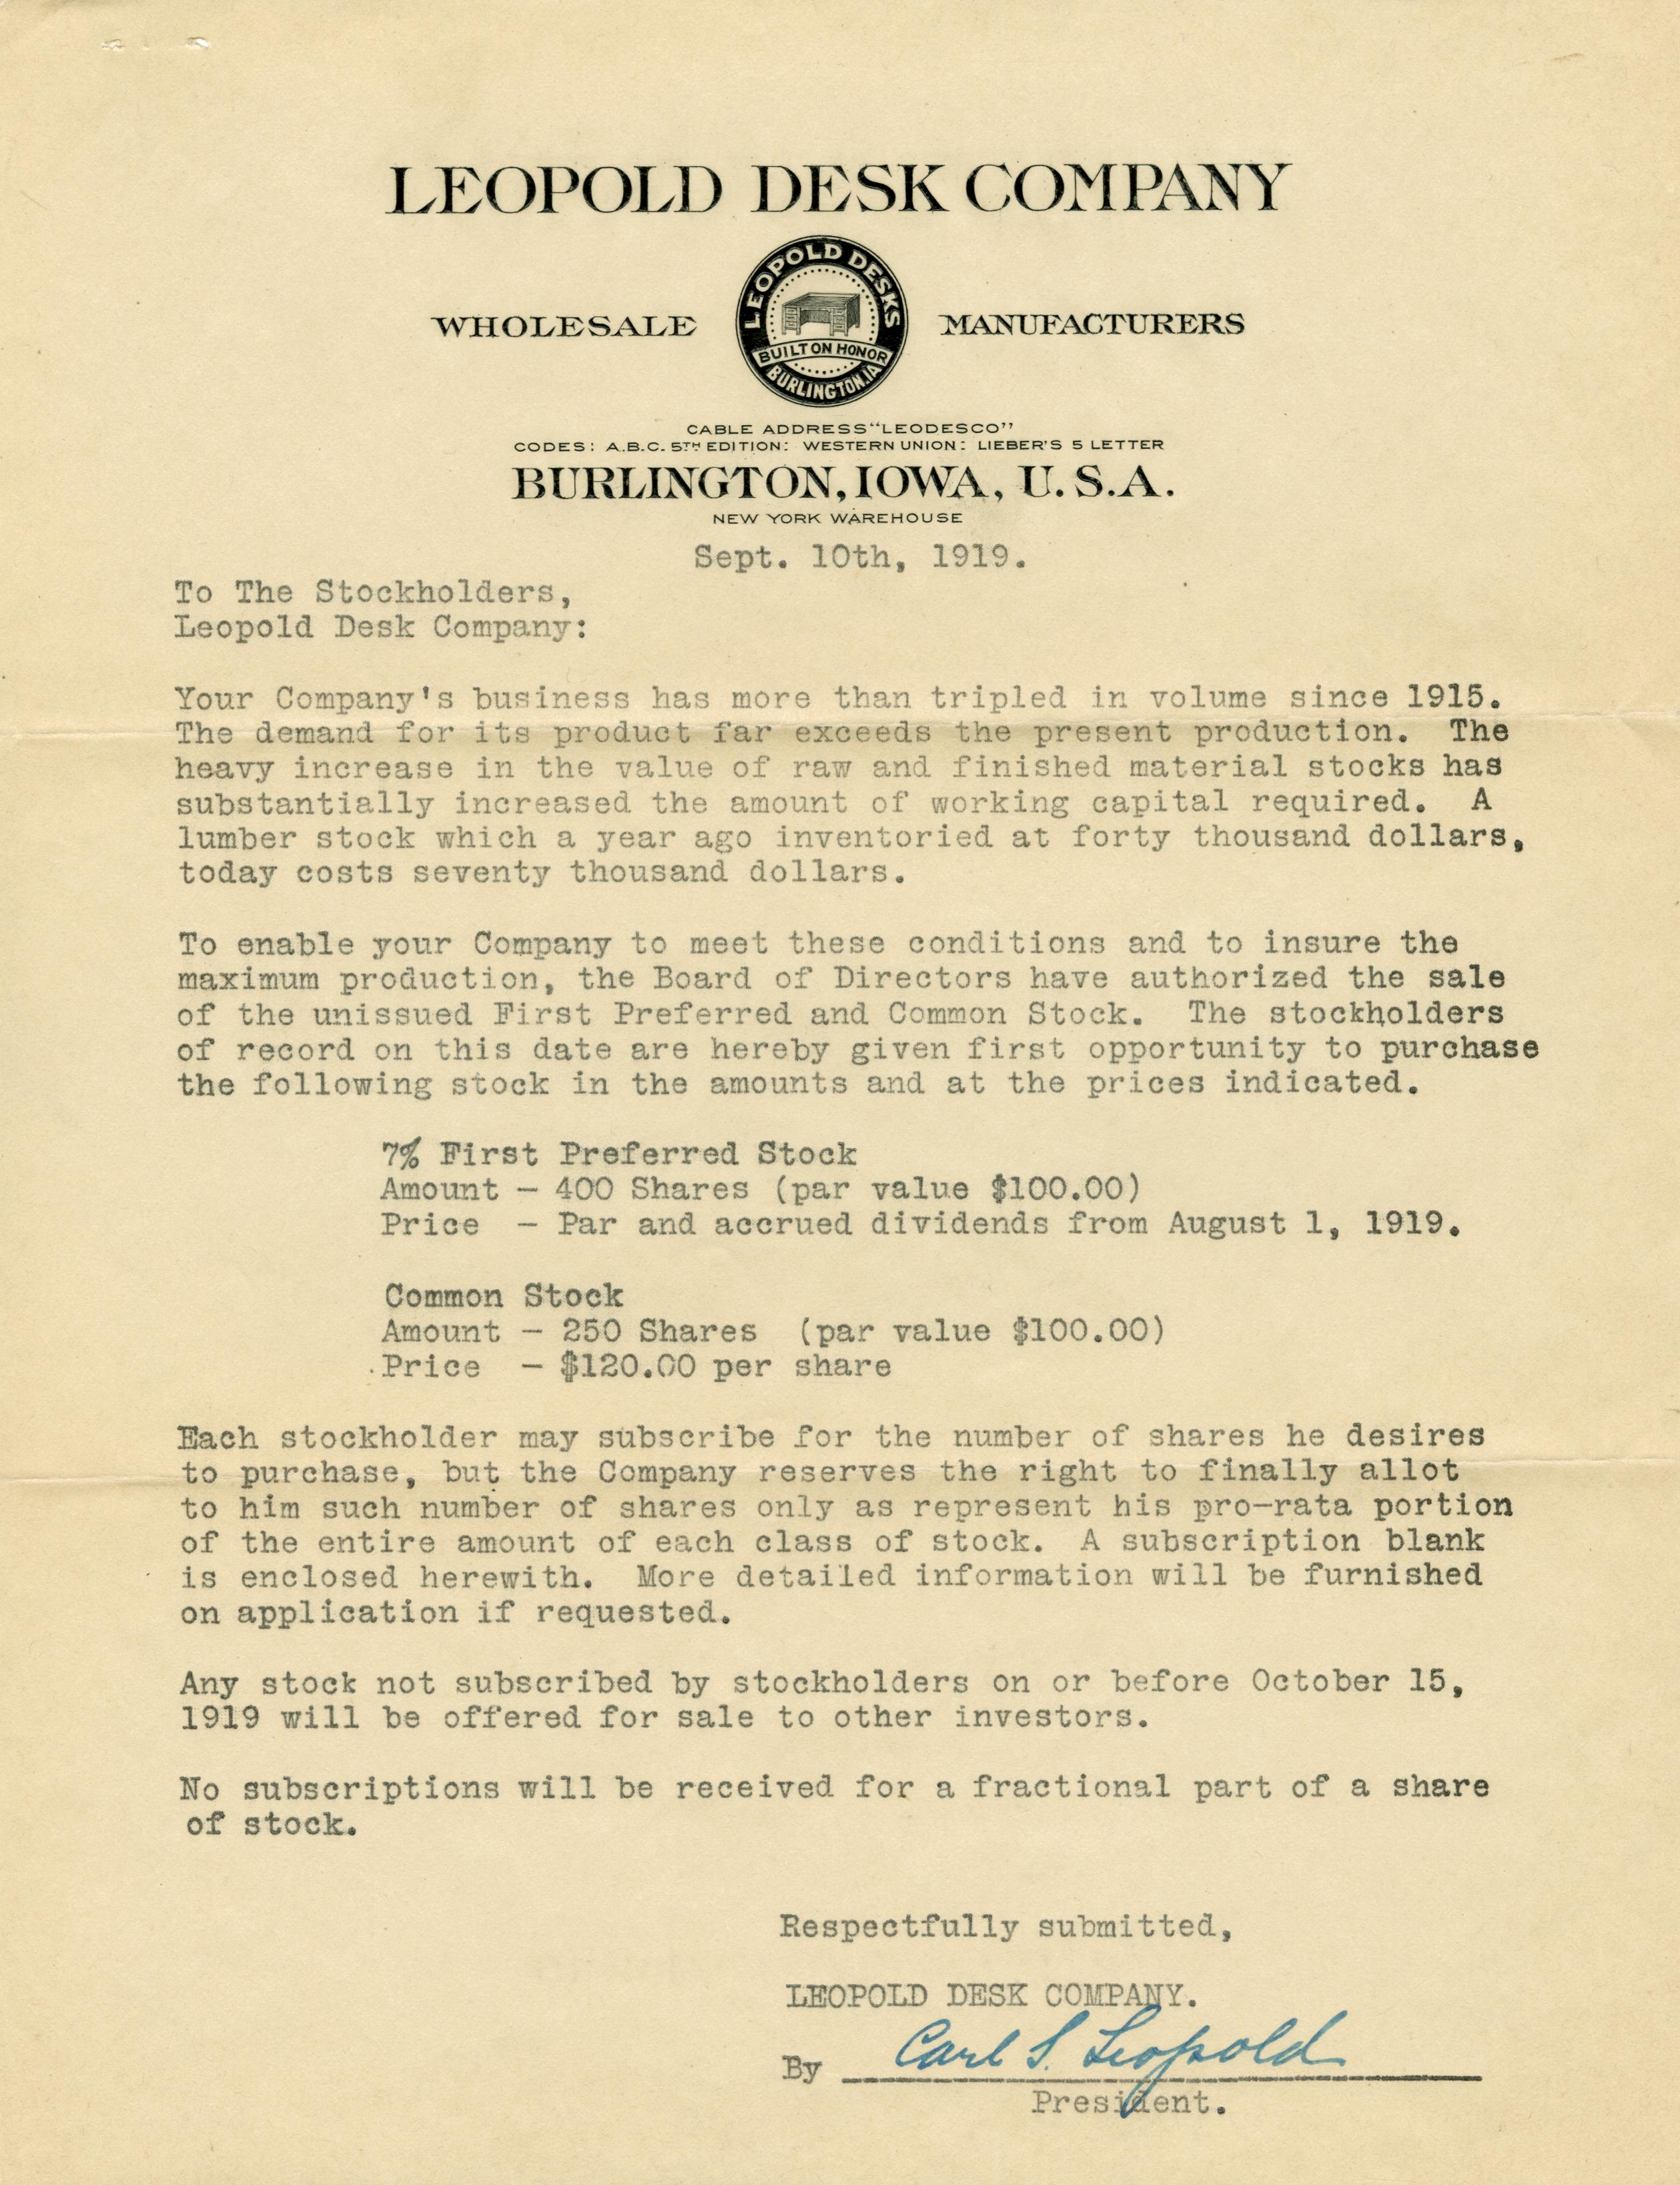 LEOPOLD DESK COMPANY
WHOLESALE
LEOPOLD DESKS
BUILT ON HONOR
BURLINGTON, IA
MANUFACTURERS
CABLE ADDRESS "LEODESCO"
CODES: A.B.C. 5TH EDITION: WESTERN UNION: LIEBER'S 5 LETTER
BURLINGTON, IOWA, U.S.A.
NEW YORK WAREHOUSE
Sept. 10th, 1919.
To The Stockholders,
Leopold Desk Company:
Your Company's business has more than tripled in volume since 1915.
The demand for its product far exceeds the present production. The
heavy increase in the value of raw and finished material stocks has
substantially increased the amount of working capital required. A
lumber stock which a year ago inventoried at forty thousand dollars,
today costs seventy thousand dollars.
To enable your Company to meet these conditions and to insure the
maximum production, the Board of Directors have authorized the sale
of the unissued First Preferred and Common Stock. The stockholders
of record on this date are hereby given first opportunity to purchase
the following stock in the amounts and at the prices indicated.
7% First Preferred Stock
Amount - 400 Shares (par value $100.00)
Price - Par and accrued dividends from August 1, 1919.
Common Stock
Amount - 250 Shares (par value $100.00)
Price - $120.00 per share
Each stockholder may subscribe for the number of shares he desires
to purchase, but the Company reserves the right to finally allot
to him such number of shares only as represent his pro-rata portion
of the entire amount of each class of stock. A subscription blank
is enclosed herewith. More detailed information will be furnished
on application if requested.
Any stock not subscribed by stockholders on or before October 15,
1919 will be offered for sale to other investors.
No subscriptions will be received for a fractional part of a share
of stock.
Respectfully submitted,
LEOPOLD DESK COMPANY.
By Carl S. Leopold
President.